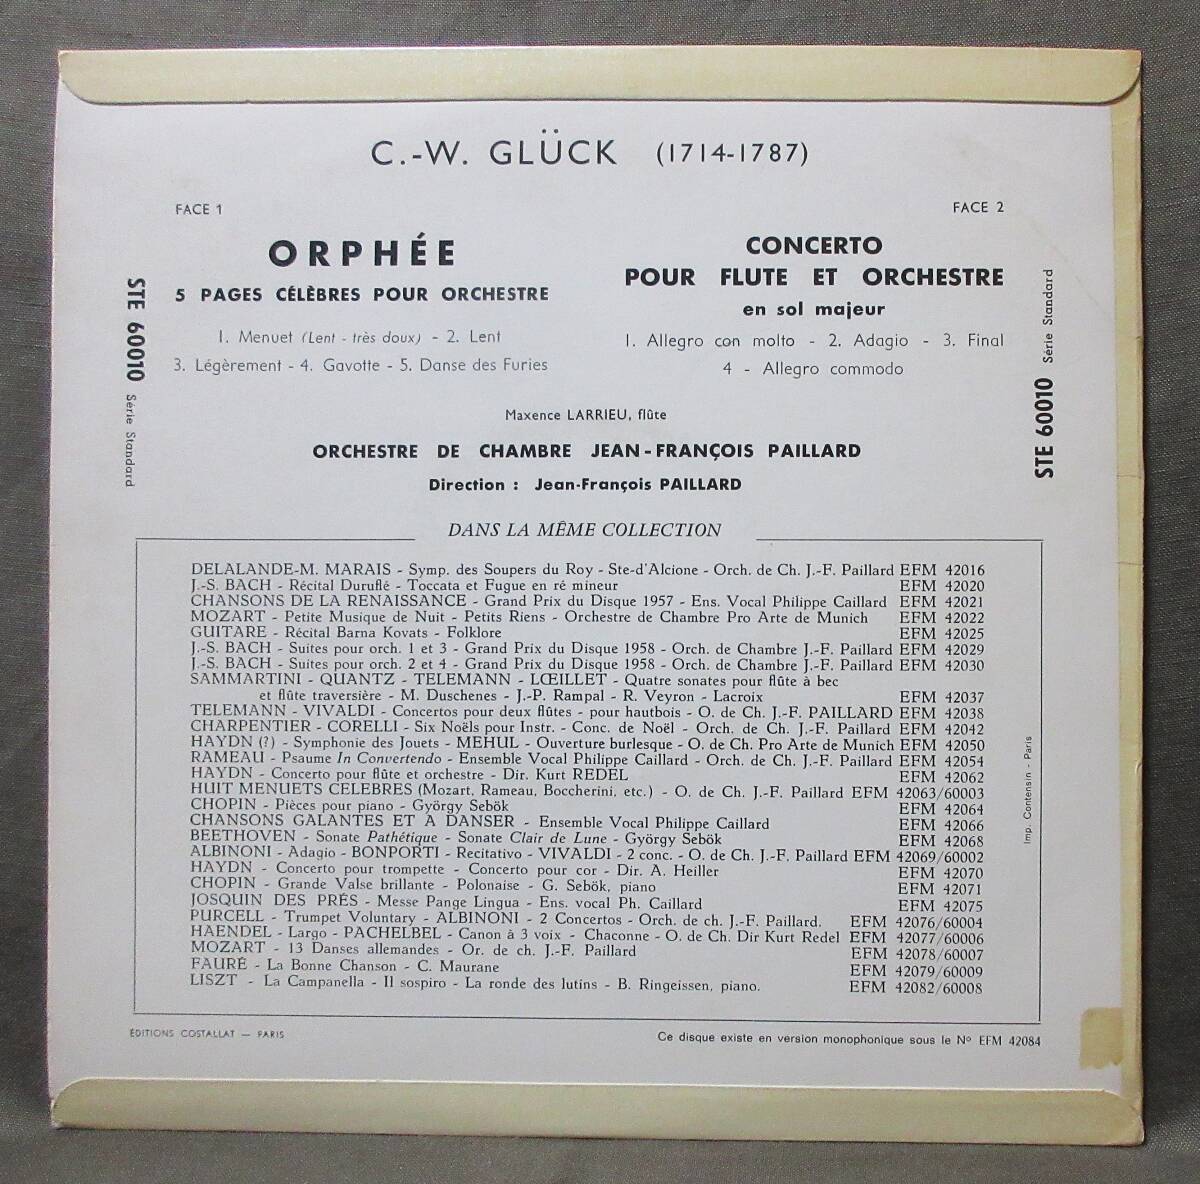 C.-W. GLÜCK (1714-1787)
FACE 1
ORPHÉE
5 PAGES CÉLÈBRES POUR ORCHESTRE
1. Menuet (Lent - très doux) - 2. Lent
3. Légèrement - 4. Gavotte - 5. Danse des Furies
FACE 2
CONCERTO
POUR FLUTE ET ORCHESTRE
en sol majeur
1. Allegro con molto - 2. Adagio - 3. Final
4 - Allegro commodo
STE 60010 Série Standard
STE 60010 Série Standard
Maxence LARRIEU, flûte
ORCHESTRE DE CHAMBRE JEAN-FRANÇOIS PAILLARD
Direction : Jean-François PAILLARD
DANS LA MÊME COLLECTION
DELALANDE-M. MARAIS - Symp. des Soupers du Roy - Ste-d'Alcione - Orch. de Ch. J.-F. Paillard EFM 42016
J.-S. BACH - Récital Duruflé - Toccata et Fugue en ré mineur EFM 42020
CHANSONS DE LA RENAISSANCE - Grand Prix du Disque 1957 - Ens. Vocal Philippe Caillard EFM 42021
MOZART - Petite Musique de Nuit - Petits Riens - Orchestre de Chambre Pro Arte de Munich EFM 42022
GUITARE - Récital Barna Kovats - Folklore EFM 42025
J.-S. BACH - Suites pour orch. 1 et 3 - Grand Prix du Disque 1958 - Orch. de Chambre J.-F. Paillard EFM 42029
J.-S. BACH - Suites pour orch. 2 et 4 - Grand Prix du Disque 1958 - Orch. de Chambre J.-F. Paillard EFM 42030
SAMMARTINI - QUANTZ - TELEMANN - LŒILLET - Quatre sonates pour flûte à bec
et flûte traversière - M. Duschenes - J.-P. Rampal - R. Veyron - Lacroix EFM 42037
TELEMANN - VIVALDI - Concertos pour deux flûtes - pour hautbois - O. de Ch. J.-F. PAILLARD EFM 42038
CHARPENTIER - CORELLI - Six Noëls pour Instr. - Conc. de Noël - Orch. de Ch. J.-F. Paillard EFM 42042
HAYDN (?) - Symphonie des Jouets - MEHUL - Ouverture burlesque - O. de Ch. Pro Arte de Munich EFM 42050
RAMEAU - Psaume In Convertendo - Ensemble Vocal Philippe Caillard - Orch. de Ch. J.-F. Paillard EFM 42054
HAYDN - Concerto pour flûte et orchestre - Dir. Kurt REDEL EFM 42062
HUIT MENUETS CELEBRES (Mozart, Rameau, Boccherini, etc.) - O. de Ch. J.-F. Paillard EFM 42063/60003
CHOPIN - Pièces pour piano - György Sebök EFM 42064
CHANSONS GALANTES ET A DANSER - Ensemble Vocal Philippe Caillard EFM 42066
BEETHOVEN - Sonate Pathétique - Sonate Clair de Lune - György Sebök EFM 42068
ALBINONI - Adagio - BONPORTI - Recitativo - VIVALDI - 2 conc. - O. de Ch. J.-F. Paillard EFM 42069/60002
HAYDN - Concerto pour trompette - Concerto pour cor - Dir. A. Heiller EFM 42070
CHOPIN - Grande Valse brillante - Polonaise - G. Sebök, piano EFM 42071
JOSQUIN DES PRÉS - Messe Pange Lingua - Ens. vocal Ph. Caillard EFM 42075
PURCELL - Trumpet Voluntary - ALBINONI - 2 Concertos - Orch. de ch. J.-F. Paillard. EFM 42076/60004
HAENDEL - Largo - PACHELBEL - Canon à 3 voix - Chaconne - O. de Ch. Dir Kurt Redel EFM 42077/60006
MOZART - 13 Danses allemandes - Or. de ch. J.-F. Paillard EFM 42078/60007
FAURÉ - La Bonne Chanson - C. Maurane EFM 42079/60009
LISZT - La Campanella - Il sospiro - La ronde des lutins - B. Ringeissen, piano. EFM 42082/60008
Imp. Contensin - Paris
ÉDITIONS COSTALLAT — PARIS
Ce disque existe en version monophonique sous le No EFM 42084